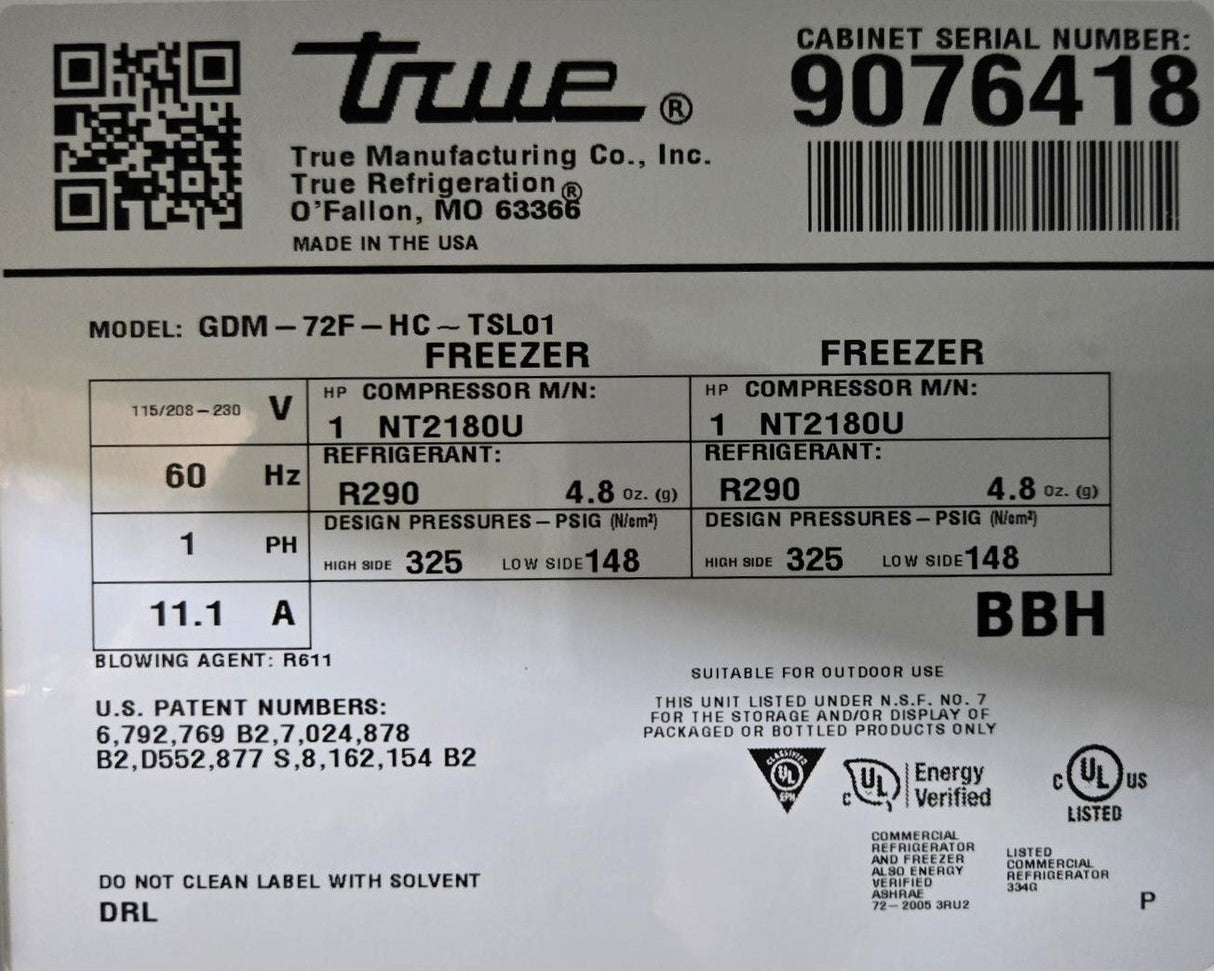 true®
True Manufacturing Co., Inc.
True Refrigeration®
O'Fallon, MO 63366
MADE IN THE USA
CABINET SERIAL NUMBER:
9076418
MODEL: GDM-72F-HC~TSL01
FREEZER FREEZER
115/208-230 V
60 Hz
1 PH
11.1 A
HP COMPRESSOR M/N:
1 NT2180U
REFRIGERANT:
R290 4.8 Oz. (g)
DESIGN PRESSURES-PSIG (N/cm²)
HIGH SIDE 325 LOW SIDE 148
HP COMPRESSOR M/N:
1 NT2180U
REFRIGERANT:
R290 4.8 Oz. (g)
DESIGN PRESSURES-PSIG (N/cm²)
HIGH SIDE 325 LOW SIDE 148
BBH
BLOWING AGENT: R611
U.S. PATENT NUMBERS:
6,792,769 B2,7,024,878
B2,D552,877 S,8,162,154 B2
SUITABLE FOR OUTDOOR USE
THIS UNIT LISTED UNDER N.S.F. NO. 7
FOR THE STORAGE AND/OR DISPLAY OF
PACKAGED OR BOTTLED PRODUCTS ONLY
CLASSIFIED
UL
EPH
C UL
Energy
Verified
C UL US
LISTED
COMMERCIAL
REFRIGERATOR
AND FREEZER
ALSO ENERGY
VERIFIED
ASHRAE
72-2005 3RU2
LISTED
COMMERCIAL
REFRIGERATOR
334G
P
DO NOT CLEAN LABEL WITH SOLVENT
DRL